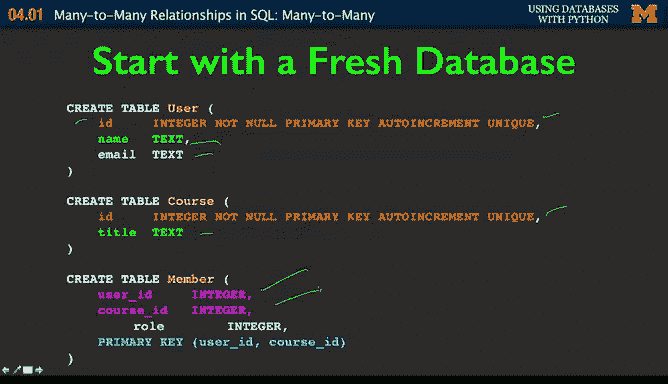 04.01 Many-to-Many Relationships in SQL: Many-to-Many
USING DATABASES
WITH PYTHON
M
Start with a Fresh Database
CREATE TABLE User (
id INTEGER NOT NULL PRIMARY KEY AUTOINCREMENT UNIQUE,
name TEXT,
email TEXT
)
CREATE TABLE Course (
id INTEGER NOT NULL PRIMARY KEY AUTOINCREMENT UNIQUE,
title TEXT
)
CREATE TABLE Member (
user_id INTEGER,
course_id INTEGER,
role INTEGER,
PRIMARY KEY (user_id, course_id)
)